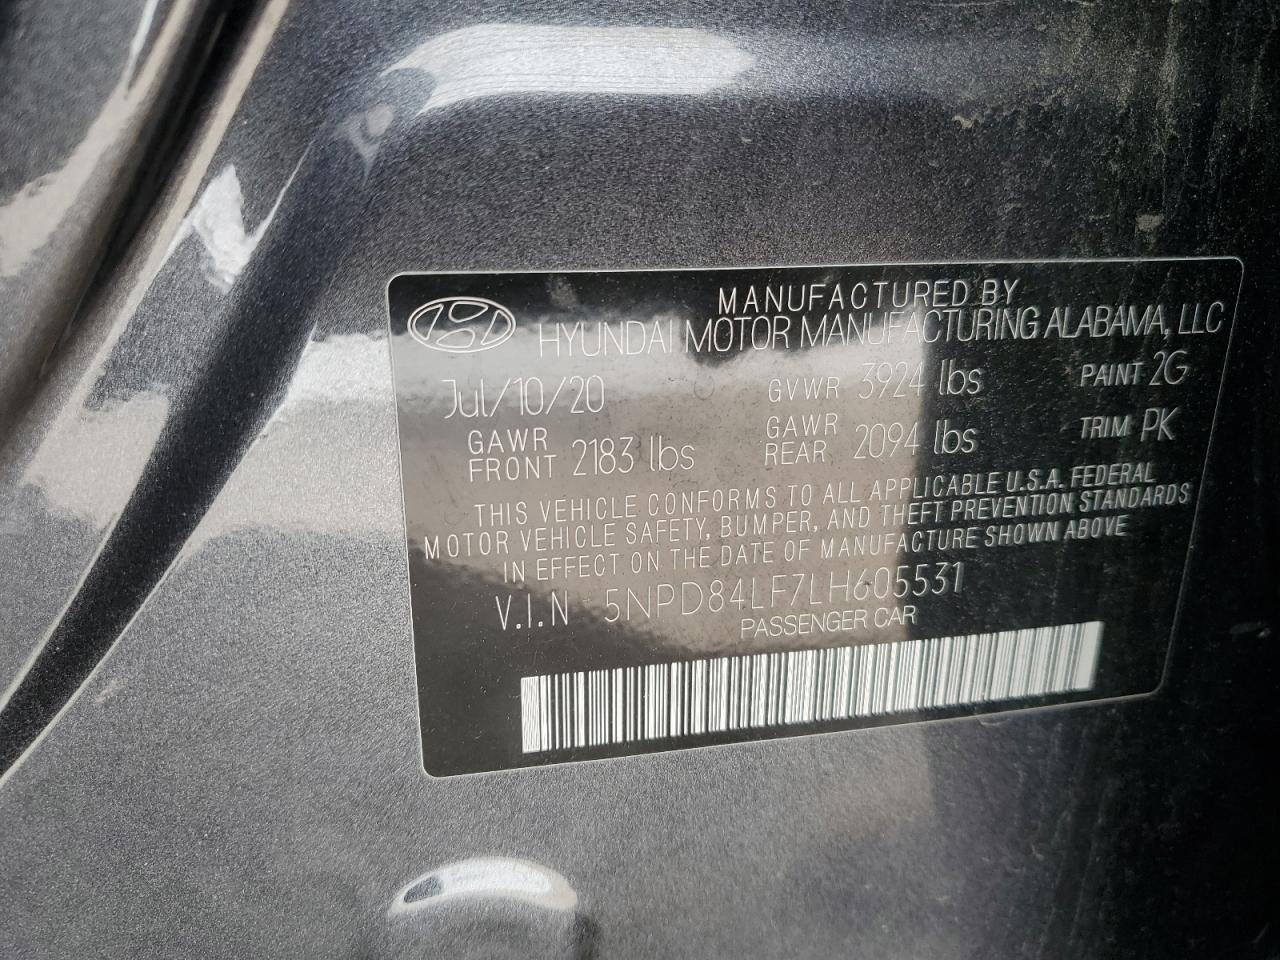 MANUFACTURED BY
HYUNDAI MOTOR MANUFACTURING ALABAMA, LLC
Jul/10/20 GVWR 3924 lbs PAINT 2G
GAWR FRONT 2183 lbs GAWR REAR 2094 lbs TRIM PK
THIS VEHICLE CONFORMS TO ALL APPLICABLE U.S.A. FEDERAL
MOTOR VEHICLE SAFETY, BUMPER, AND THEFT PREVENTION STANDARDS
IN EFFECT ON THE DATE OF MANUFACTURE SHOWN ABOVE
V.I.N 5NPD84LF7LH605531
PASSENGER CAR